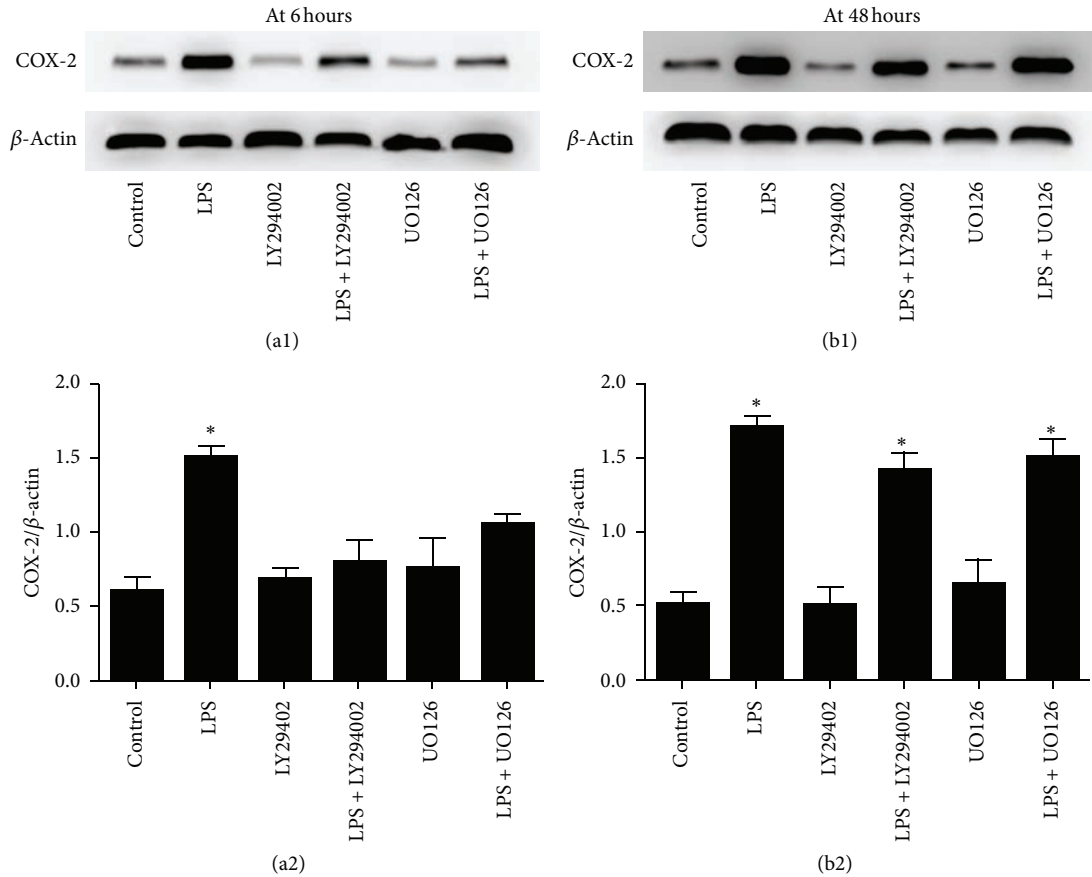 At 6 hours
COX-2
β-Actin
Control
LPS
LY294002
LPS + LY294002
UO126
LPS + UO126
(a1)
At 48 hours
COX-2
β-Actin
Control
LPS
LY294002
LPS + LY294002
UO126
LPS + UO126
(b1)
2.0
1.5
1.0
0.5
0.0
COX-2/β-actin
*
Control
LPS
LY29402
LPS + LY294002
UO126
LPS + UO126
(a2)
2.0
1.5
1.0
0.5
0.0
COX-2/β-actin
*
*
*
Control
LPS
LY29402
LPS + LY294002
UO126
LPS + UO126
(b2)